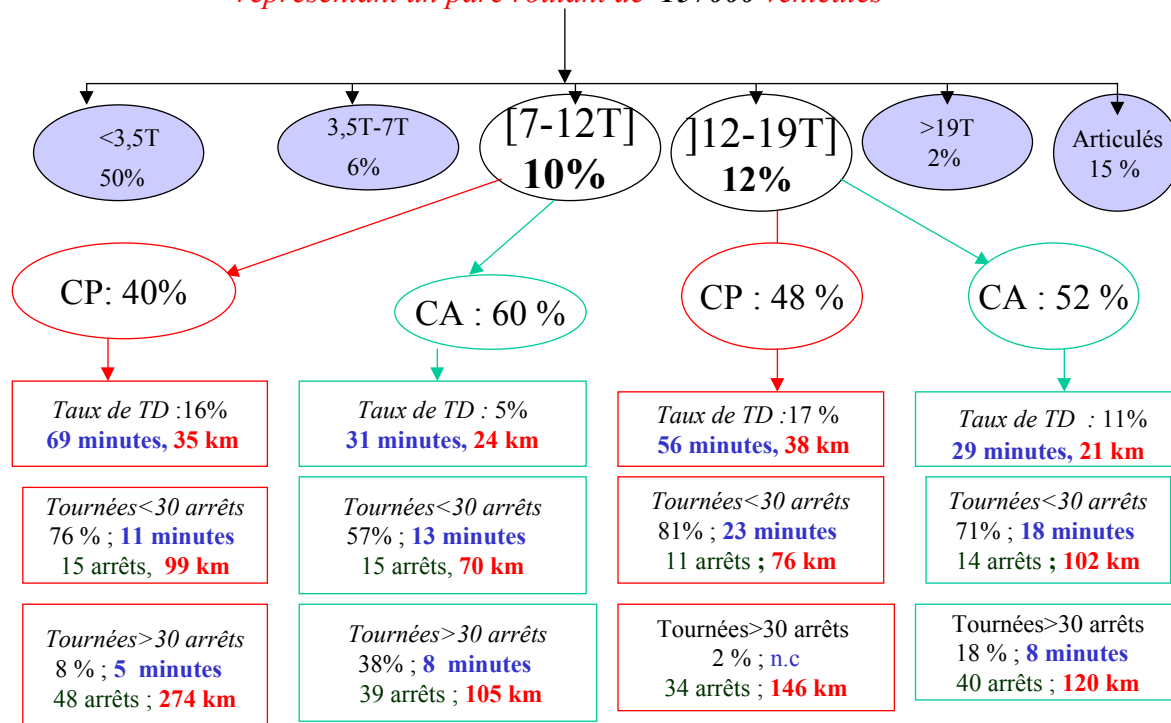 représentant un parc roulant de 137000 véhicules
<3,5T
50%
3,5T-7T
6%
[7-12T]
10%
]12-19T]
12%
>19T
2%
Articulés
15 %
CP: 40%
CA : 60 %
CP : 48 %
CA : 52 %
Taux de TD :16%
69 minutes, 35 km
Taux de TD : 5%
31 minutes, 24 km
Taux de TD :17 %
56 minutes, 38 km
Taux de TD : 11%
29 minutes, 21 km
Tournées<30 arrêts
76 % ; 11 minutes
15 arrêts, 99 km
Tournées<30 arrêts
57% ; 13 minutes
15 arrêts, 70 km
Tournées<30 arrêts
81% ; 23 minutes
11 arrêts ; 76 km
Tournées<30 arrêts
71% ; 18 minutes
14 arrêts ; 102 km
Tournées>30 arrêts
8 % ; 5 minutes
48 arrêts ; 274 km
Tournées>30 arrêts
38% ; 8 minutes
39 arrêts ; 105 km
Tournées>30 arrêts
2 % ; n.c
34 arrêts ; 146 km
Tournées>30 arrêts
18 % ; 8 minutes
40 arrêts ; 120 km